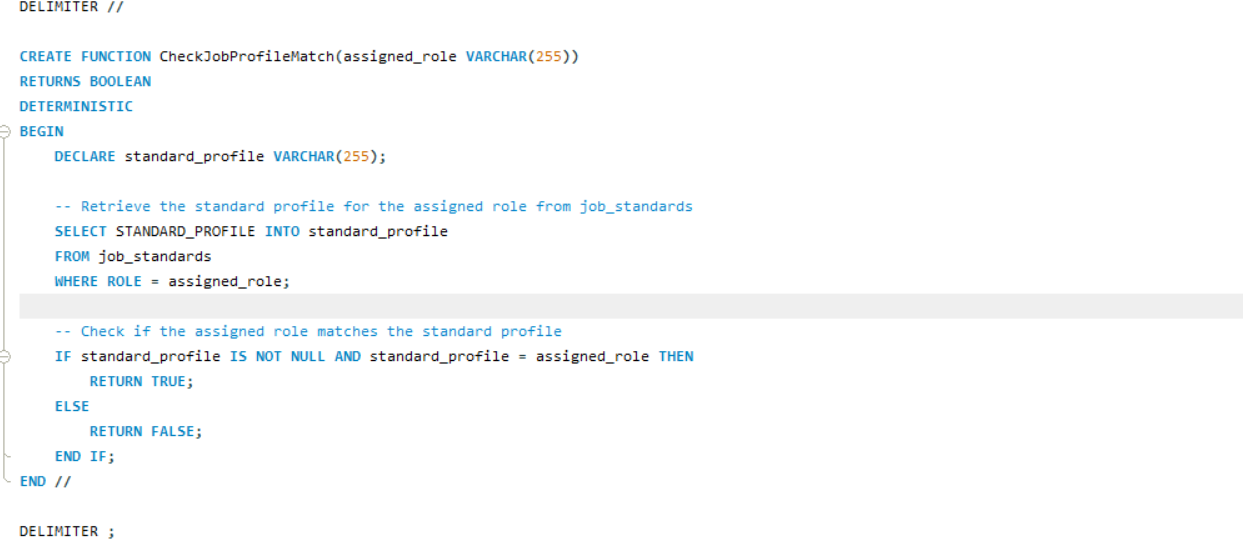 DELIMITER //
CREATE FUNCTION CheckJobProfileMatch(assigned_role VARCHAR(255))
RETURNS BOOLEAN
DETERMINISTIC
BEGIN
    DECLARE standard_profile VARCHAR(255);
    -- Retrieve the standard profile for the assigned role from job_standards
    SELECT STANDARD_PROFILE INTO standard_profile
    FROM job_standards
    WHERE ROLE = assigned_role;
    -- Check if the assigned role matches the standard profile
    IF standard_profile IS NOT NULL AND standard_profile = assigned_role THEN
        RETURN TRUE;
    ELSE
        RETURN FALSE;
    END IF;
END //
DELIMITER ;